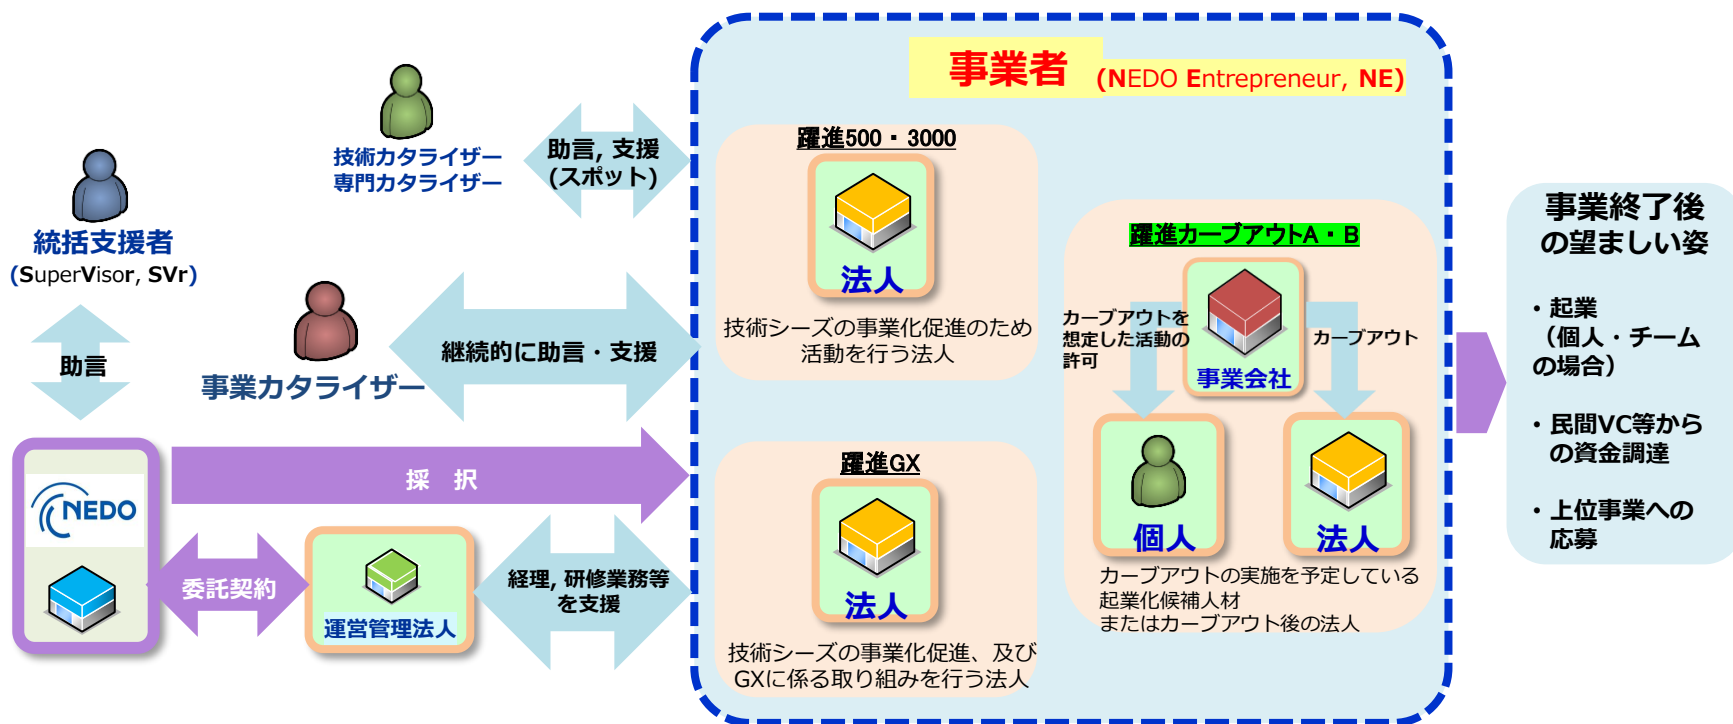 事業者 (NEDO Entrepreneur, NE)
技術カタライザー
専門カタライザー
助言, 支援
(スポット)
統括支援者
(SuperVisor, SVr)
助言
事業カタライザー
継続的に助言・支援
採 択
NEDO
委託契約
運営管理法人
経理, 研修業務等
を支援
躍進500・3000
法人
技術シーズの事業化促進のため
活動を行う法人
躍進GX
法人
技術シーズの事業化促進、及び
GXに係る取り組みを行う法人
躍進カーブアウトA・B
事業会社
カーブアウトを
想定した活動の
許可
カーブアウト
個人
法人
カーブアウトの実施を予定している
起業化候補人材
またはカーブアウト後の法人
事業終了後
の望ましい姿
・起業
（個人・チーム
の場合）
・民間VC等から
の資金調達
・上位事業への
応募